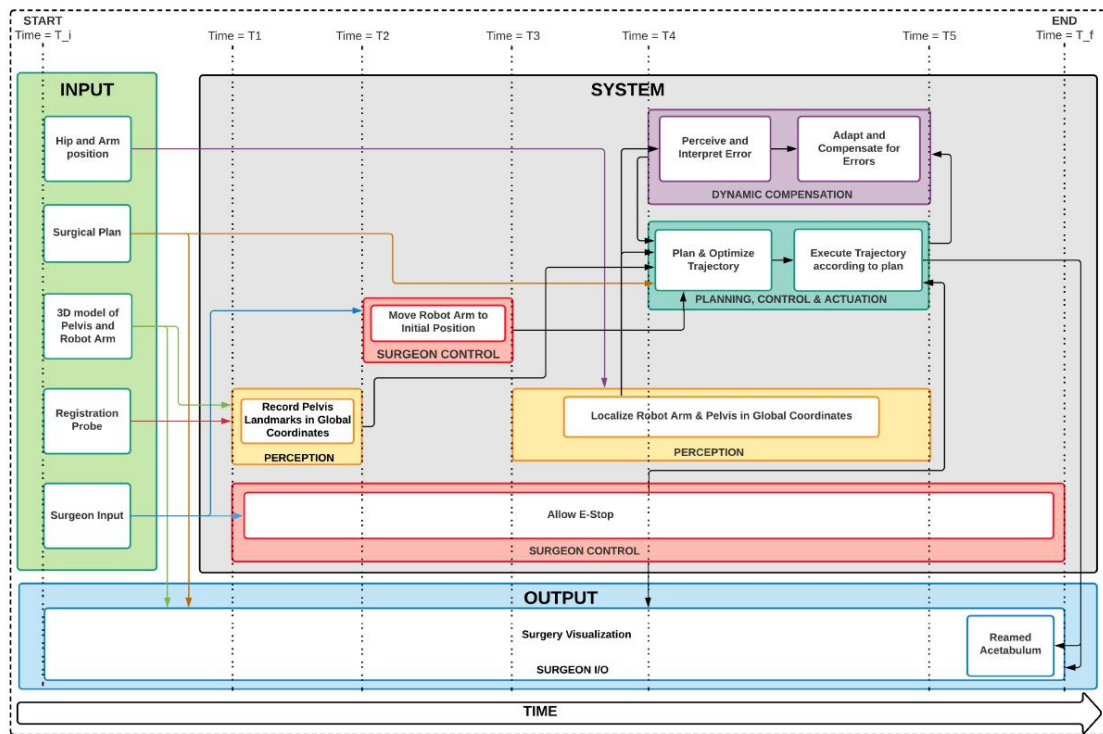 START
Time = T_i
Time = T1
Time = T2
Time = T3
Time = T4
Time = T5
END
Time = T_f
INPUT
SYSTEM
Hip and Arm
position
Surgical Plan
3D model of
Pelvis and
Robot Arm
Registration
Probe
Surgeon Input
Perceive and
Interpret Error
Adapt and
Compensate for
Errors
DYNAMIC COMPENSATION
Plan & Optimize
Trajectory
Execute Trajectory
according to plan
PLANNING, CONTROL & ACTUATION
Move Robot Arm to
Initial Position
SURGEON CONTROL
Record Pelvis
Landmarks in Global
Coordinates
PERCEPTION
Localize Robot Arm & Pelvis in Global Coordinates
PERCEPTION
Allow E-Stop
SURGEON CONTROL
OUTPUT
Surgery Visualization
SURGEON I/O
Reamed
Acetabulum
TIME